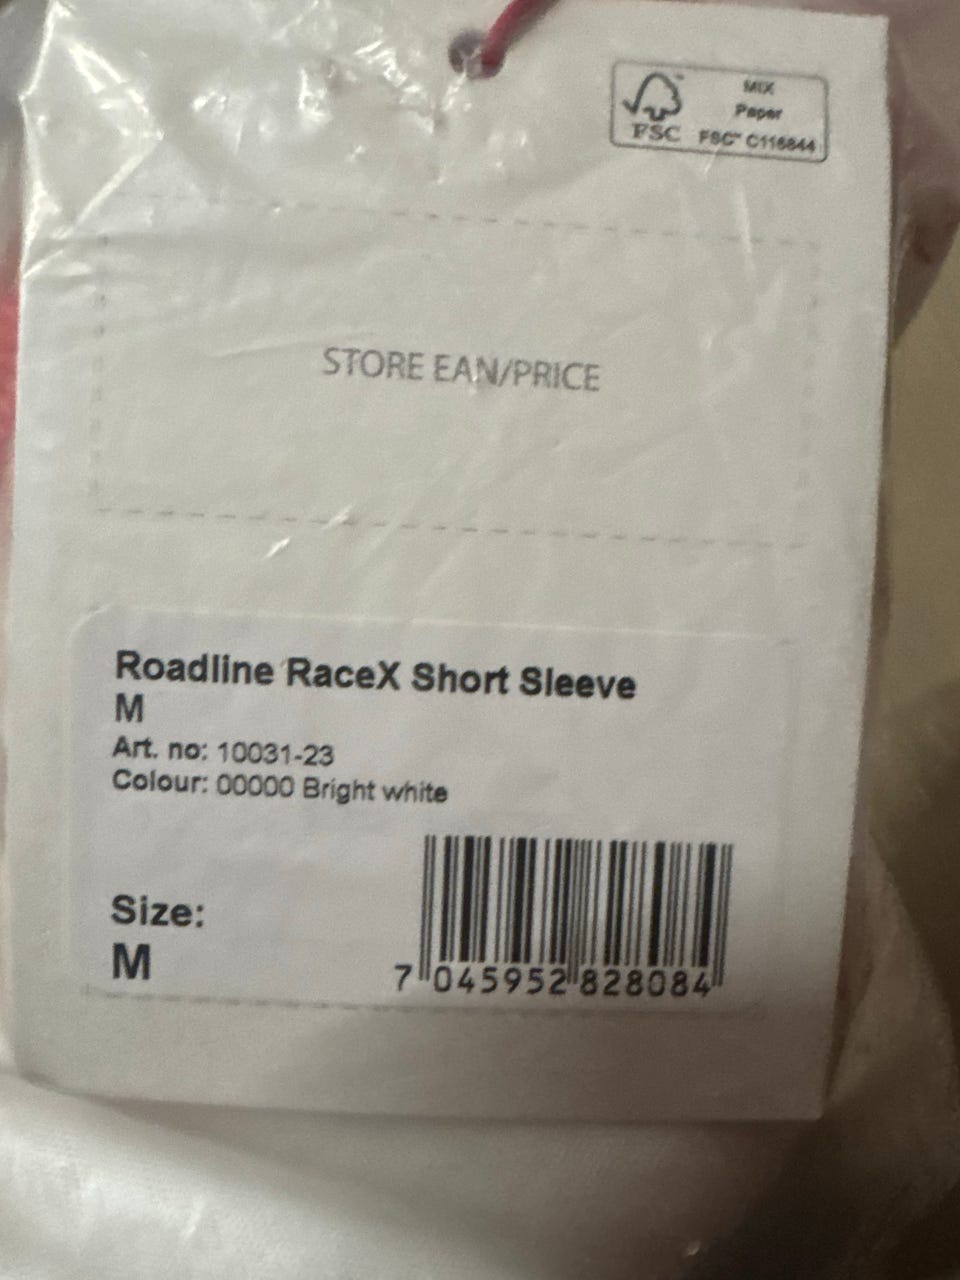 MIX
Paper
FSC FSC™ C116844
STORE EAN/PRICE
Roadline RaceX Short Sleeve
M
Art. no: 10031-23
Colour: 00000 Bright white
Size:
M
7 045952 828084